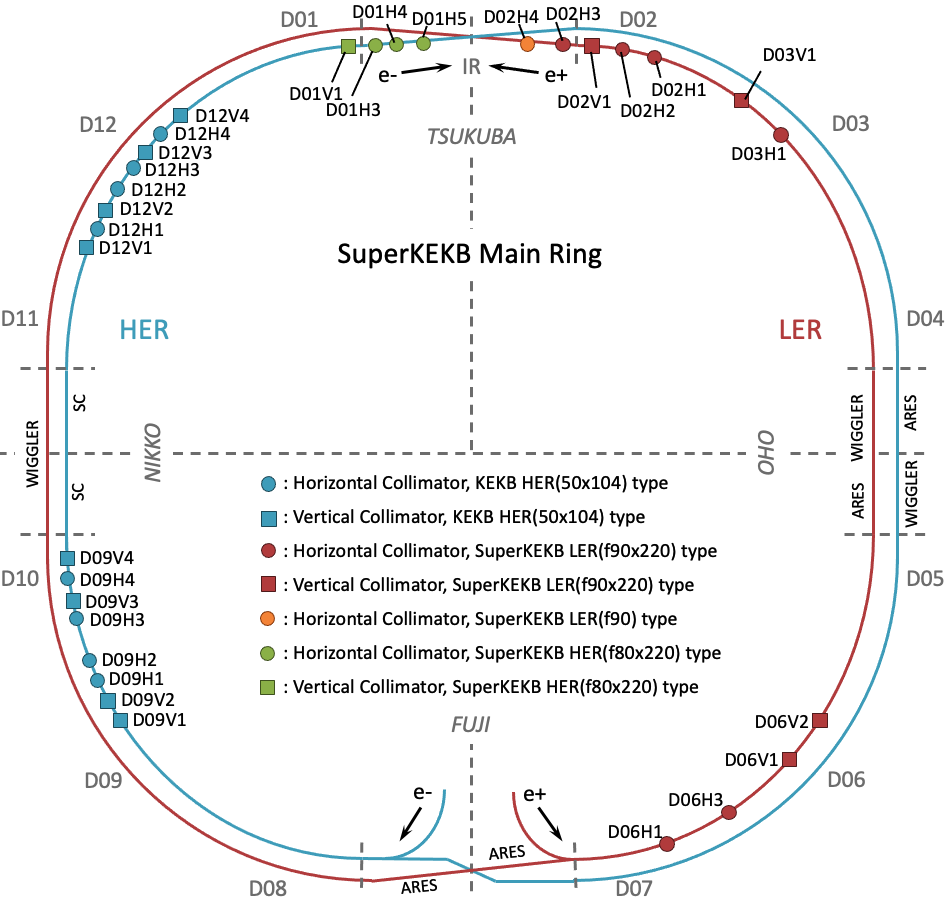 D01
D01H4
D01H5
D02H4
D02H3
D02
D01V1
D01H3
e-
IR
e+
D02V1
D02H2
D02H1
D03V1
D03
D03H1
TSUKUBA
D12
D12V4
D12H4
D12V3
D12H3
D12H2
D12V2
D12H1
D12V1
SuperKEKB Main Ring
D11
HER
LER
D04
SC
WIGGLER
ARES
WIGGLER
NIKKO
OHO
SC
ARES
WIGGLER
: Horizontal Collimator, KEKB HER(50x104) type
: Vertical Collimator, KEKB HER(50x104) type
: Horizontal Collimator, SuperKEKB LER(f90x220) type
: Vertical Collimator, SuperKEKB LER(f90x220) type
: Horizontal Collimator, SuperKEKB LER(f90) type
: Horizontal Collimator, SuperKEKB HER(f80x220) type
: Vertical Collimator, SuperKEKB HER(f80x220) type
D10
D09V4
D09H4
D09V3
D09H3
D09H2
D09H1
D09V2
D09V1
D05
FUJI
D06V2
D06V1
D06H3
D06H1
D06
D09
e-
e+
ARES
ARES
D08
D07